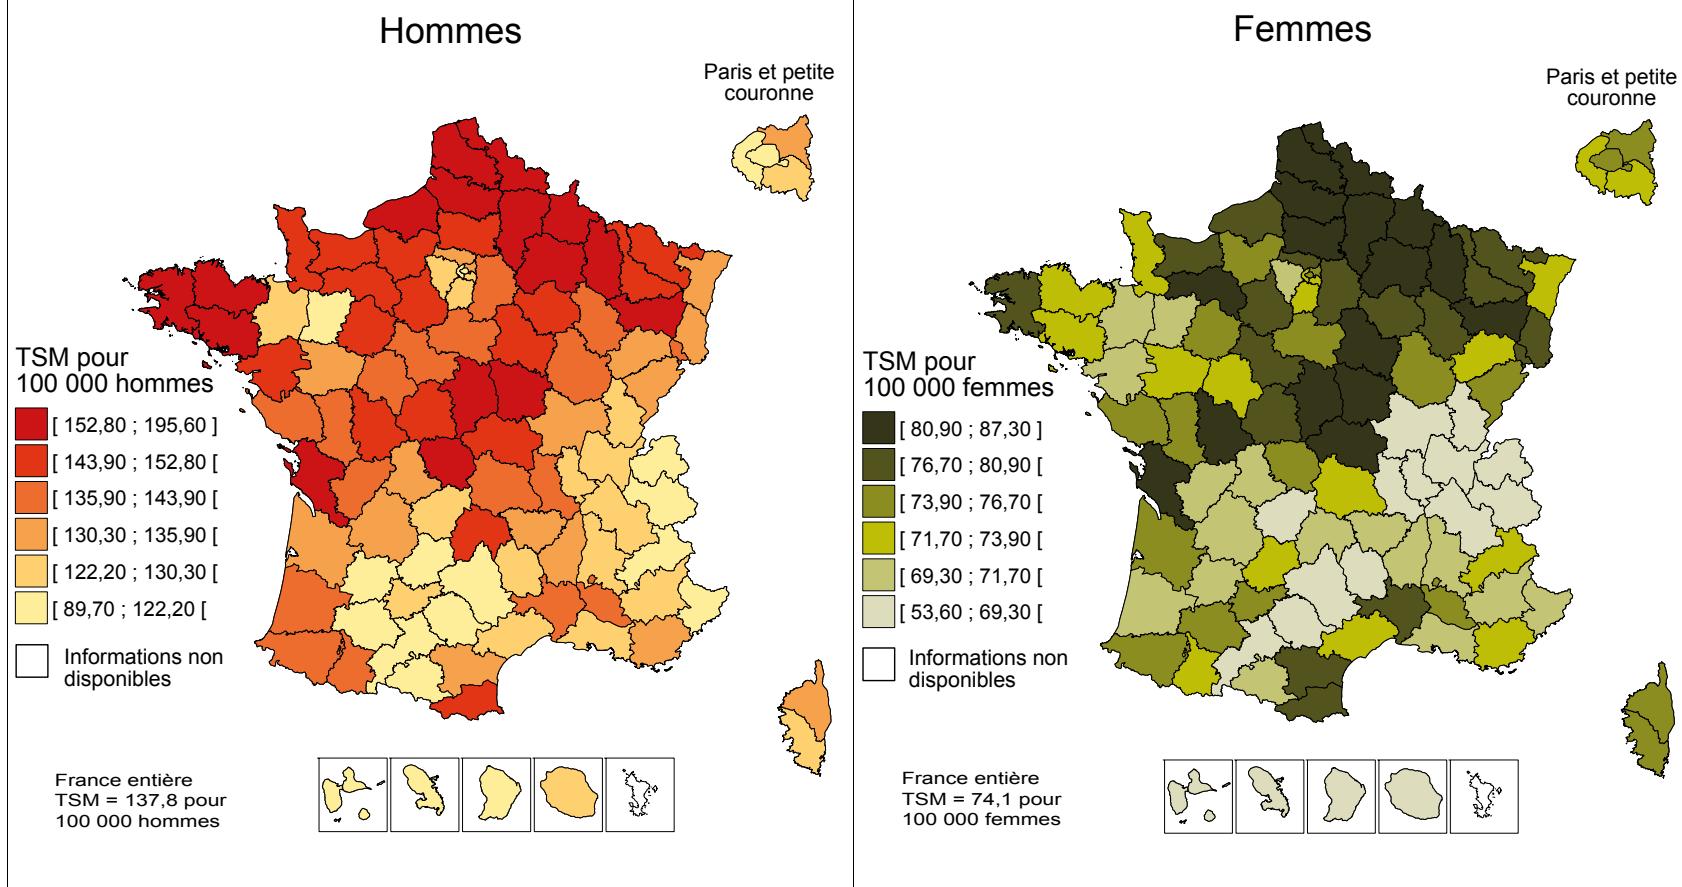 Hommes
Paris et petite
couronne
TSM pour
100 000 hommes
[ 152,80 ; 195,60 ]
[ 143,90 ; 152,80 [
[ 135,90 ; 143,90 [
[ 130,30 ; 135,90 [
[ 122,20 ; 130,30 [
[ 89,70 ; 122,20 [
Informations non
disponibles
France entière
TSM = 137,8 pour
100 000 hommes
Femmes
Paris et petite
couronne
TSM pour
100 000 femmes
[ 80,90 ; 87,30 ]
[ 76,70 ; 80,90 [
[ 73,90 ; 76,70 [
[ 71,70 ; 73,90 [
[ 69,30 ; 71,70 [
[ 53,60 ; 69,30 [
Informations non
disponibles
France entière
TSM = 74,1 pour
100 000 femmes